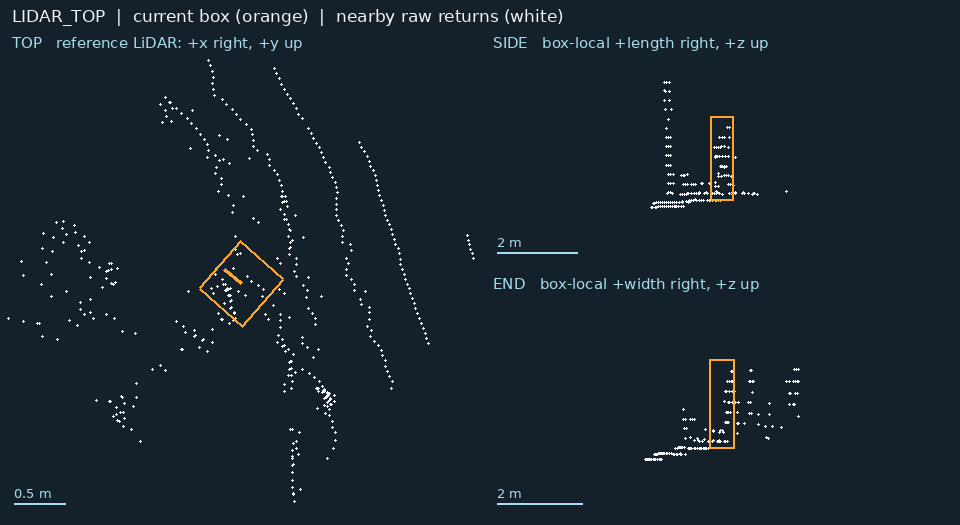 LIDAR_TOP  |  current box (orange)  |  nearby raw returns (white)
TOP   reference LiDAR: +x right, +y up
SIDE   box-local +length right, +z up
2 m
END   box-local +width right, +z up
0.5 m
2 m